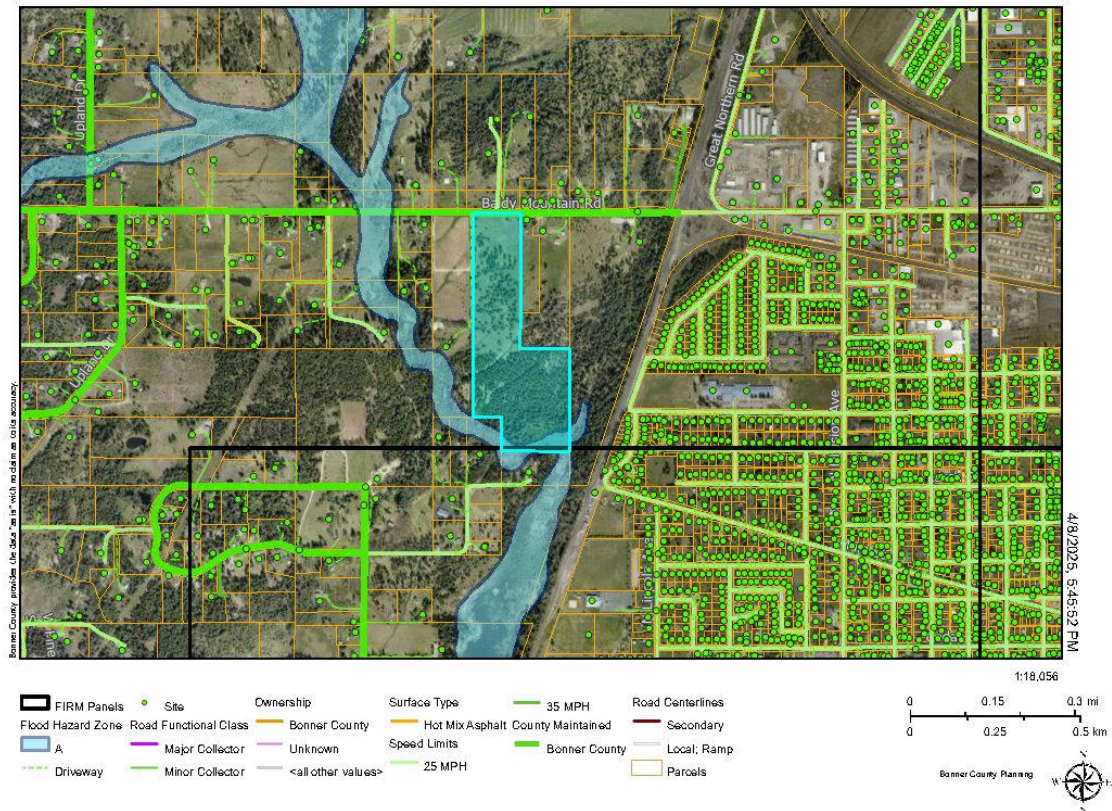 Upland Dr
Great Northern Rd
Baldy Mountain Rd
Upland Dr
Bonner County provides the data "as is" with no claim as to its accuracy.
4/8/2025, 5:45:52 PM
1:18,056
FIRM Panels
Flood Hazard Zone
A
Driveway
Site
Road Functional Class
Major Collector
Minor Collector
Ownership
Bonner County
Unknown
<all other values>
Surface Type
Hot Mix Asphalt
Speed Limits
25 MPH
35 MPH
County Maintained
Bonner County
Road Centerlines
Secondary
Local; Ramp
Parcels
0 0.15 0.3 mi
0 0.25 0.5 km
Bonner County Planning
N
W E